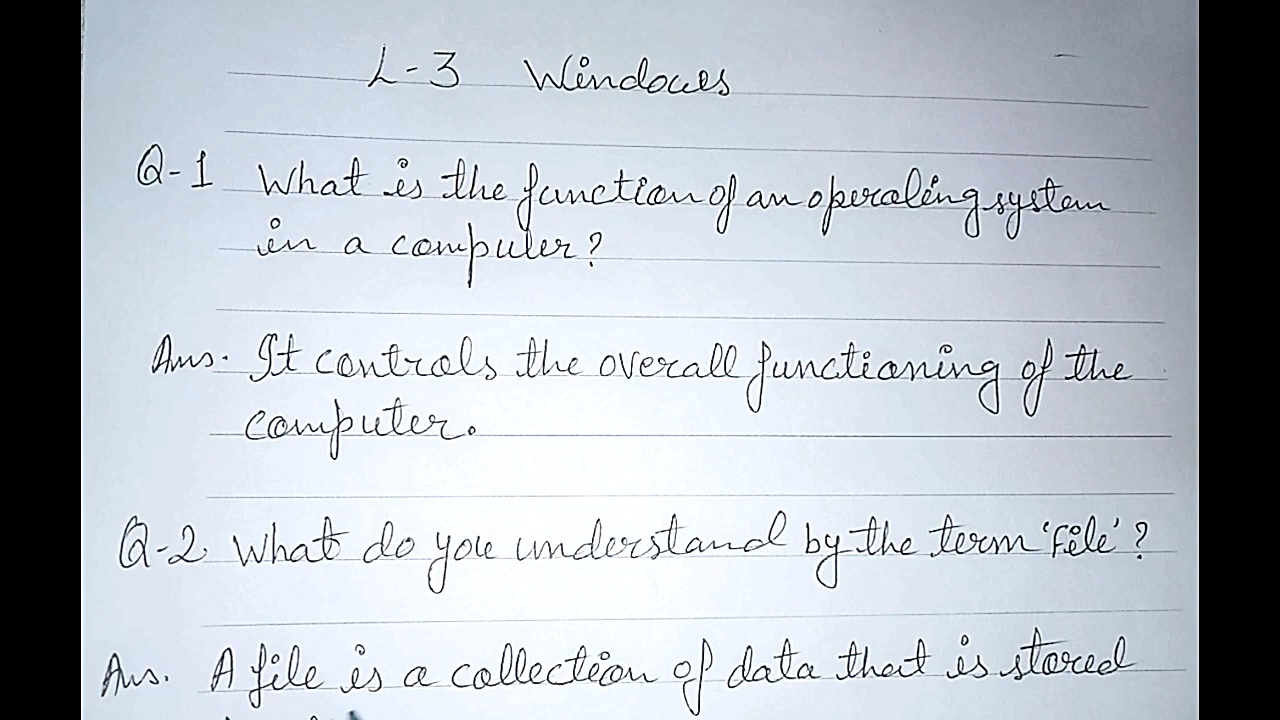 L-3 Windows
Q-1 What is the function of an operating system
in a computer?
Ans. It controls the overall functioning of the
computer.
Q-2. What do you understand by the term 'File'?
Ans. A file is a collection of data that is stored